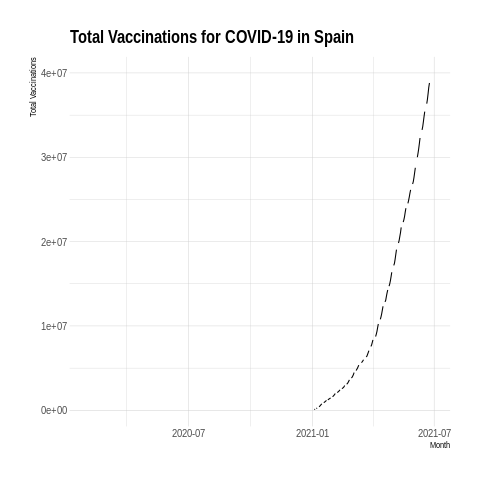 Total Vaccinations for COVID-19 in Spain
Total Vaccinations
4e+07
3e+07
2e+07
1e+07
0e+00
2020-07 2021-01 2021-07
Month